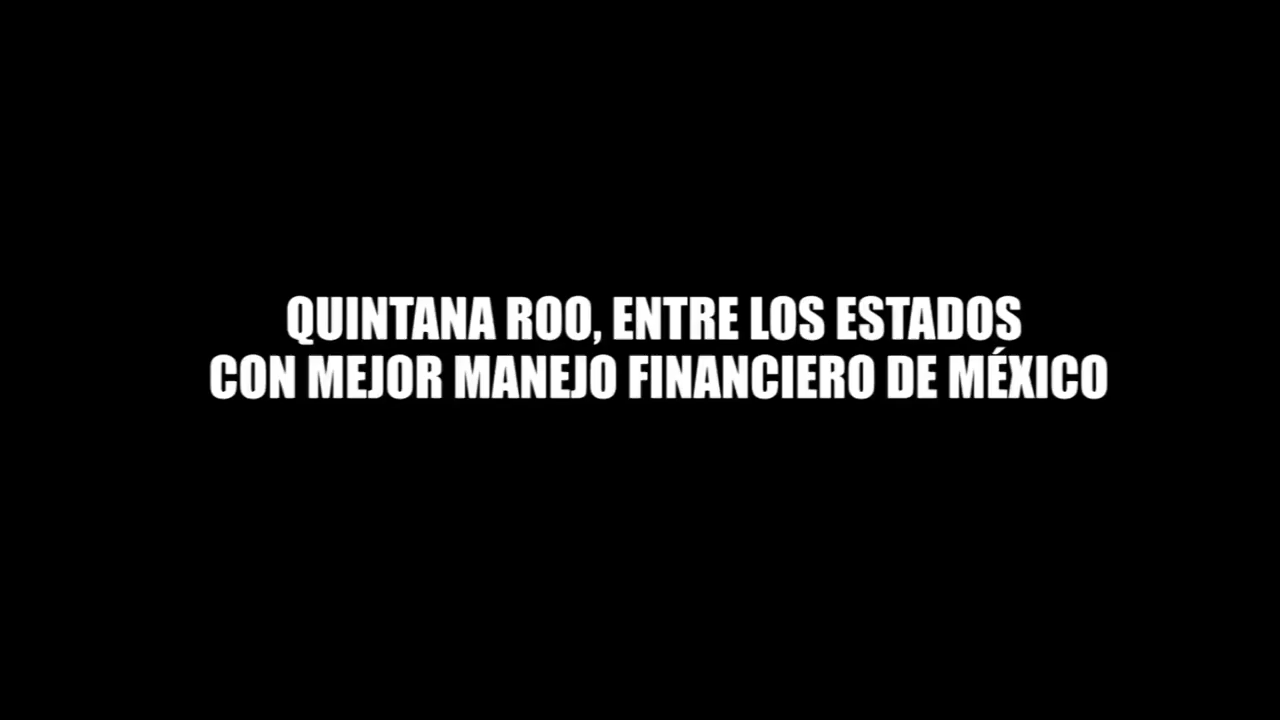 QUINTANA ROO, ENTRE LOS ESTADOS
CON MEJOR MANEJO FINANCIERO DE MÉXICO